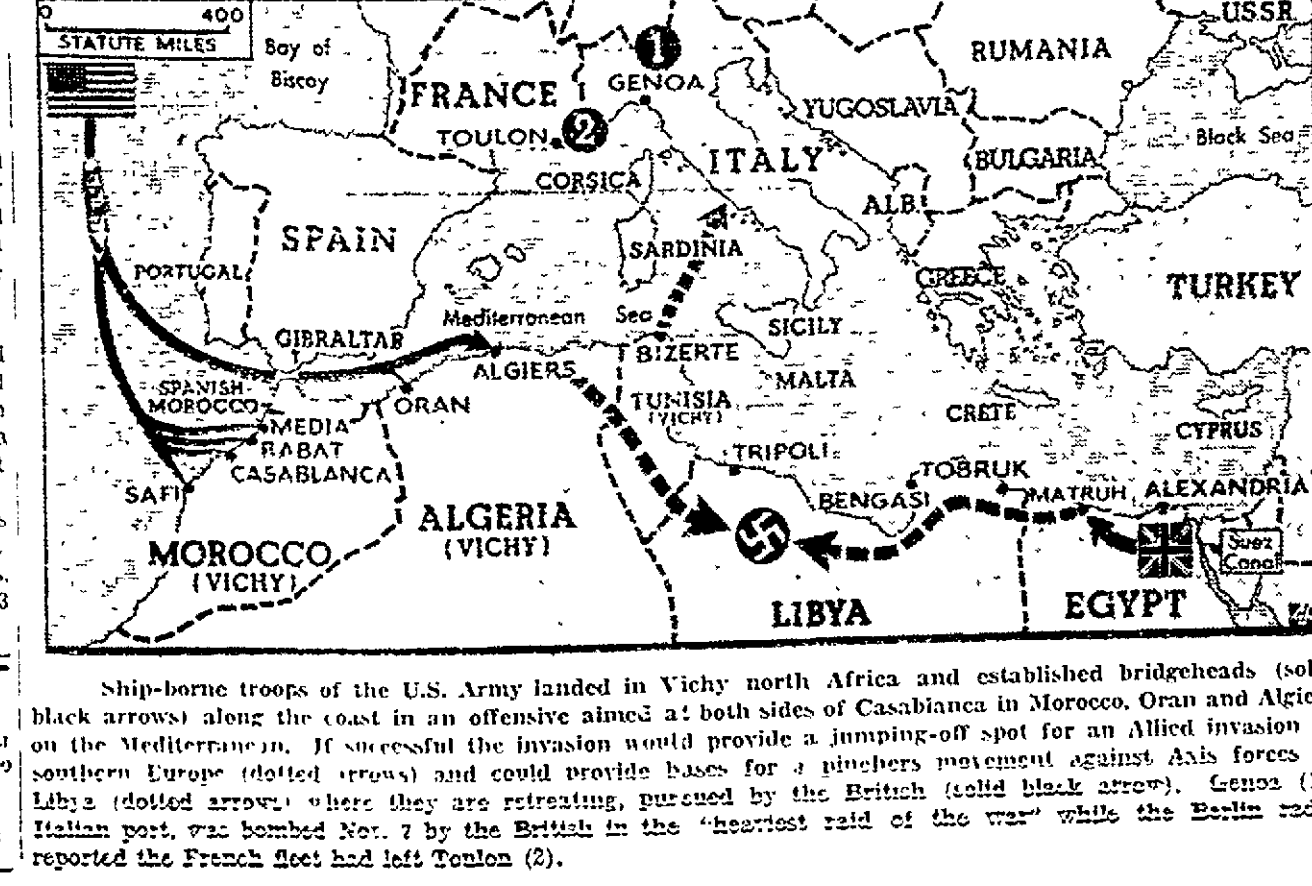 0 400
STATUTE MILES
Bay of
Biscay
FRANCE
TOULON
2
1
GENOA
CORSICA
ITALY
YUGOSLAVIA
RUMANIA
USSR
Black Sea
BULGARIA
ALB.
SPAIN
PORTUGAL
SARDINIA
GREECE
TURKEY
Mediterranean Sea
GIBRALTAR
SICILY
BIZERTE
ALGIERS
MALTA
SPANISH-
MOROCCO
ORAN
TUNISIA
(VICHY)
CRETE
CYPRUS
MEDIA
RABAT
CASABLANCA
SAFI
TRIPOLI
BENGASI
TOBRUK
MATRUH
ALEXANDRIA
Suez
Canal
ALGERIA
(VICHY)
MOROCCO
(VICHY)
LIBYA
EGYPT
Ship-borne troops of the U.S. Army landed in Vichy north Africa and established bridgeheads (sol
black arrows) along the coast in an offensive aimed at both sides of Casablanca in Morocco, Oran and Algie
on the Mediterranean. If successful the invasion would provide a jumping-off spot for an Allied invasion
southern Europe (dotted arrows) and could provide bases for a pinchers movement against Axis forces
Libya (dotted arrows) where they are retreating, pursued by the British (solid black arrow). Genoa (
Italian port, was bombed Nov. 7 by the British in the "heaviest raid of the war" while the Berlin rad
reported the French fleet had left Toulon (2).